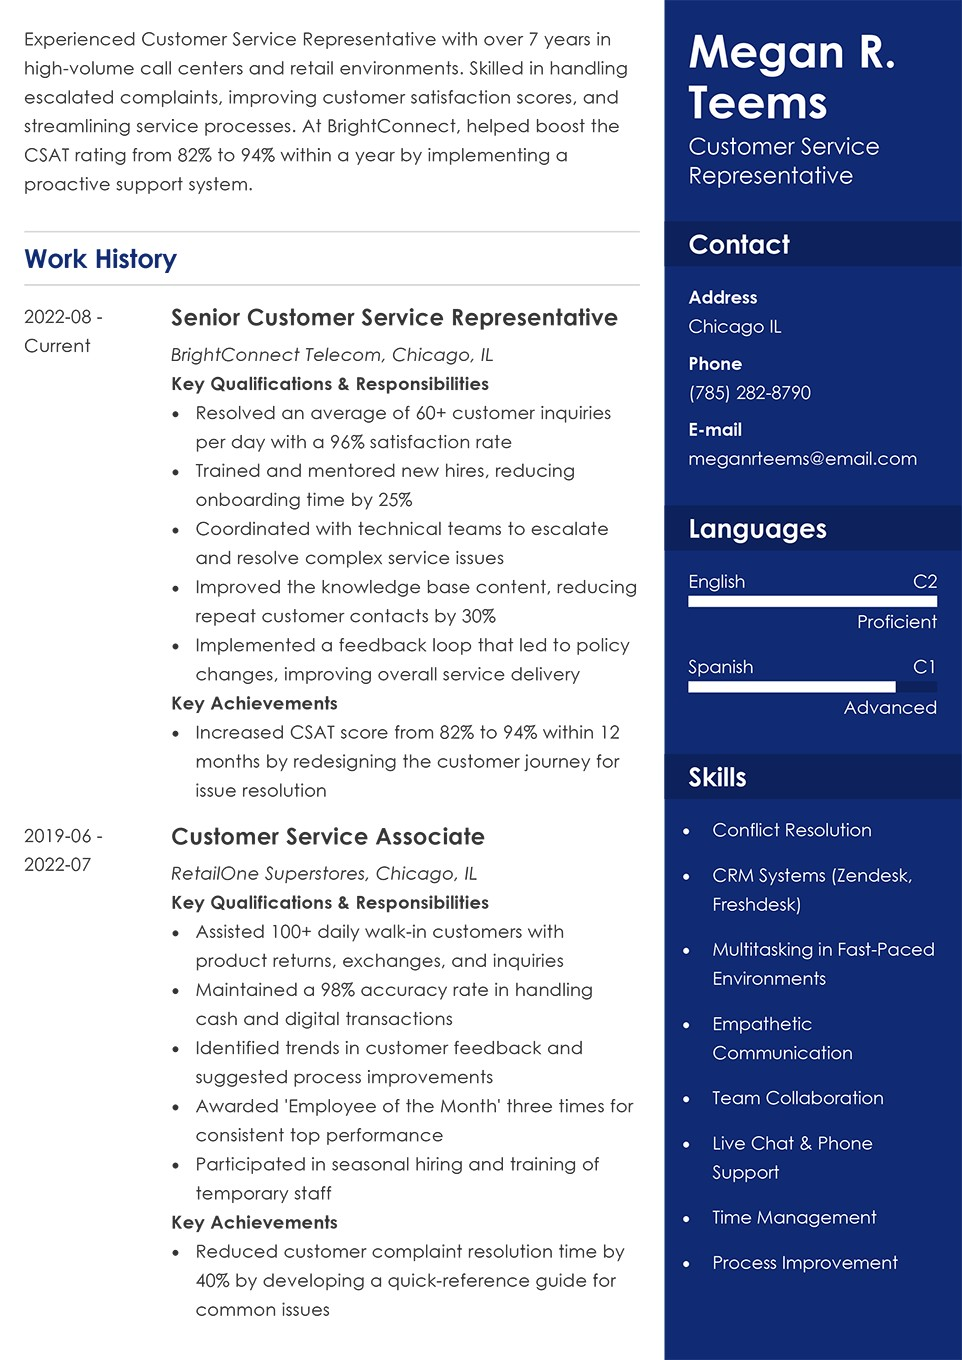 Experienced Customer Service Representative with over 7 years in
high-volume call centers and retail environments. Skilled in handling
escalated complaints, improving customer satisfaction scores, and
streamlining service processes. At BrightConnect, helped boost the
CSAT rating from 82% to 94% within a year by implementing a
proactive support system.
Work History
2022-08 -
Current
Senior Customer Service Representative
BrightConnect Telecom, Chicago, IL
Key Qualifications & Responsibilities
• Resolved an average of 60+ customer inquiries
per day with a 96% satisfaction rate
• Trained and mentored new hires, reducing
onboarding time by 25%
• Coordinated with technical teams to escalate
and resolve complex service issues
• Improved the knowledge base content, reducing
repeat customer contacts by 30%
• Implemented a feedback loop that led to policy
changes, improving overall service delivery
Key Achievements
• Increased CSAT score from 82% to 94% within 12
months by redesigning the customer journey for
issue resolution
2019-06 -
2022-07
Customer Service Associate
RetailOne Superstores, Chicago, IL
Key Qualifications & Responsibilities
• Assisted 100+ daily walk-in customers with
product returns, exchanges, and inquiries
• Maintained a 98% accuracy rate in handling
cash and digital transactions
• Identified trends in customer feedback and
suggested process improvements
• Awarded 'Employee of the Month' three times for
consistent top performance
• Participated in seasonal hiring and training of
temporary staff
Key Achievements
• Reduced customer complaint resolution time by
40% by developing a quick-reference guide for
common issues
Megan R.
Teems
Customer Service
Representative
Contact
Address
Chicago IL
Phone
(785) 282-8790
E-mail
meganrteems@email.com
Languages
English C2
Proficient
Spanish C1
Advanced
Skills
• Conflict Resolution
• CRM Systems (Zendesk,
Freshdesk)
• Multitasking in Fast-Paced
Environments
• Empathetic
Communication
• Team Collaboration
• Live Chat & Phone
Support
• Time Management
• Process Improvement